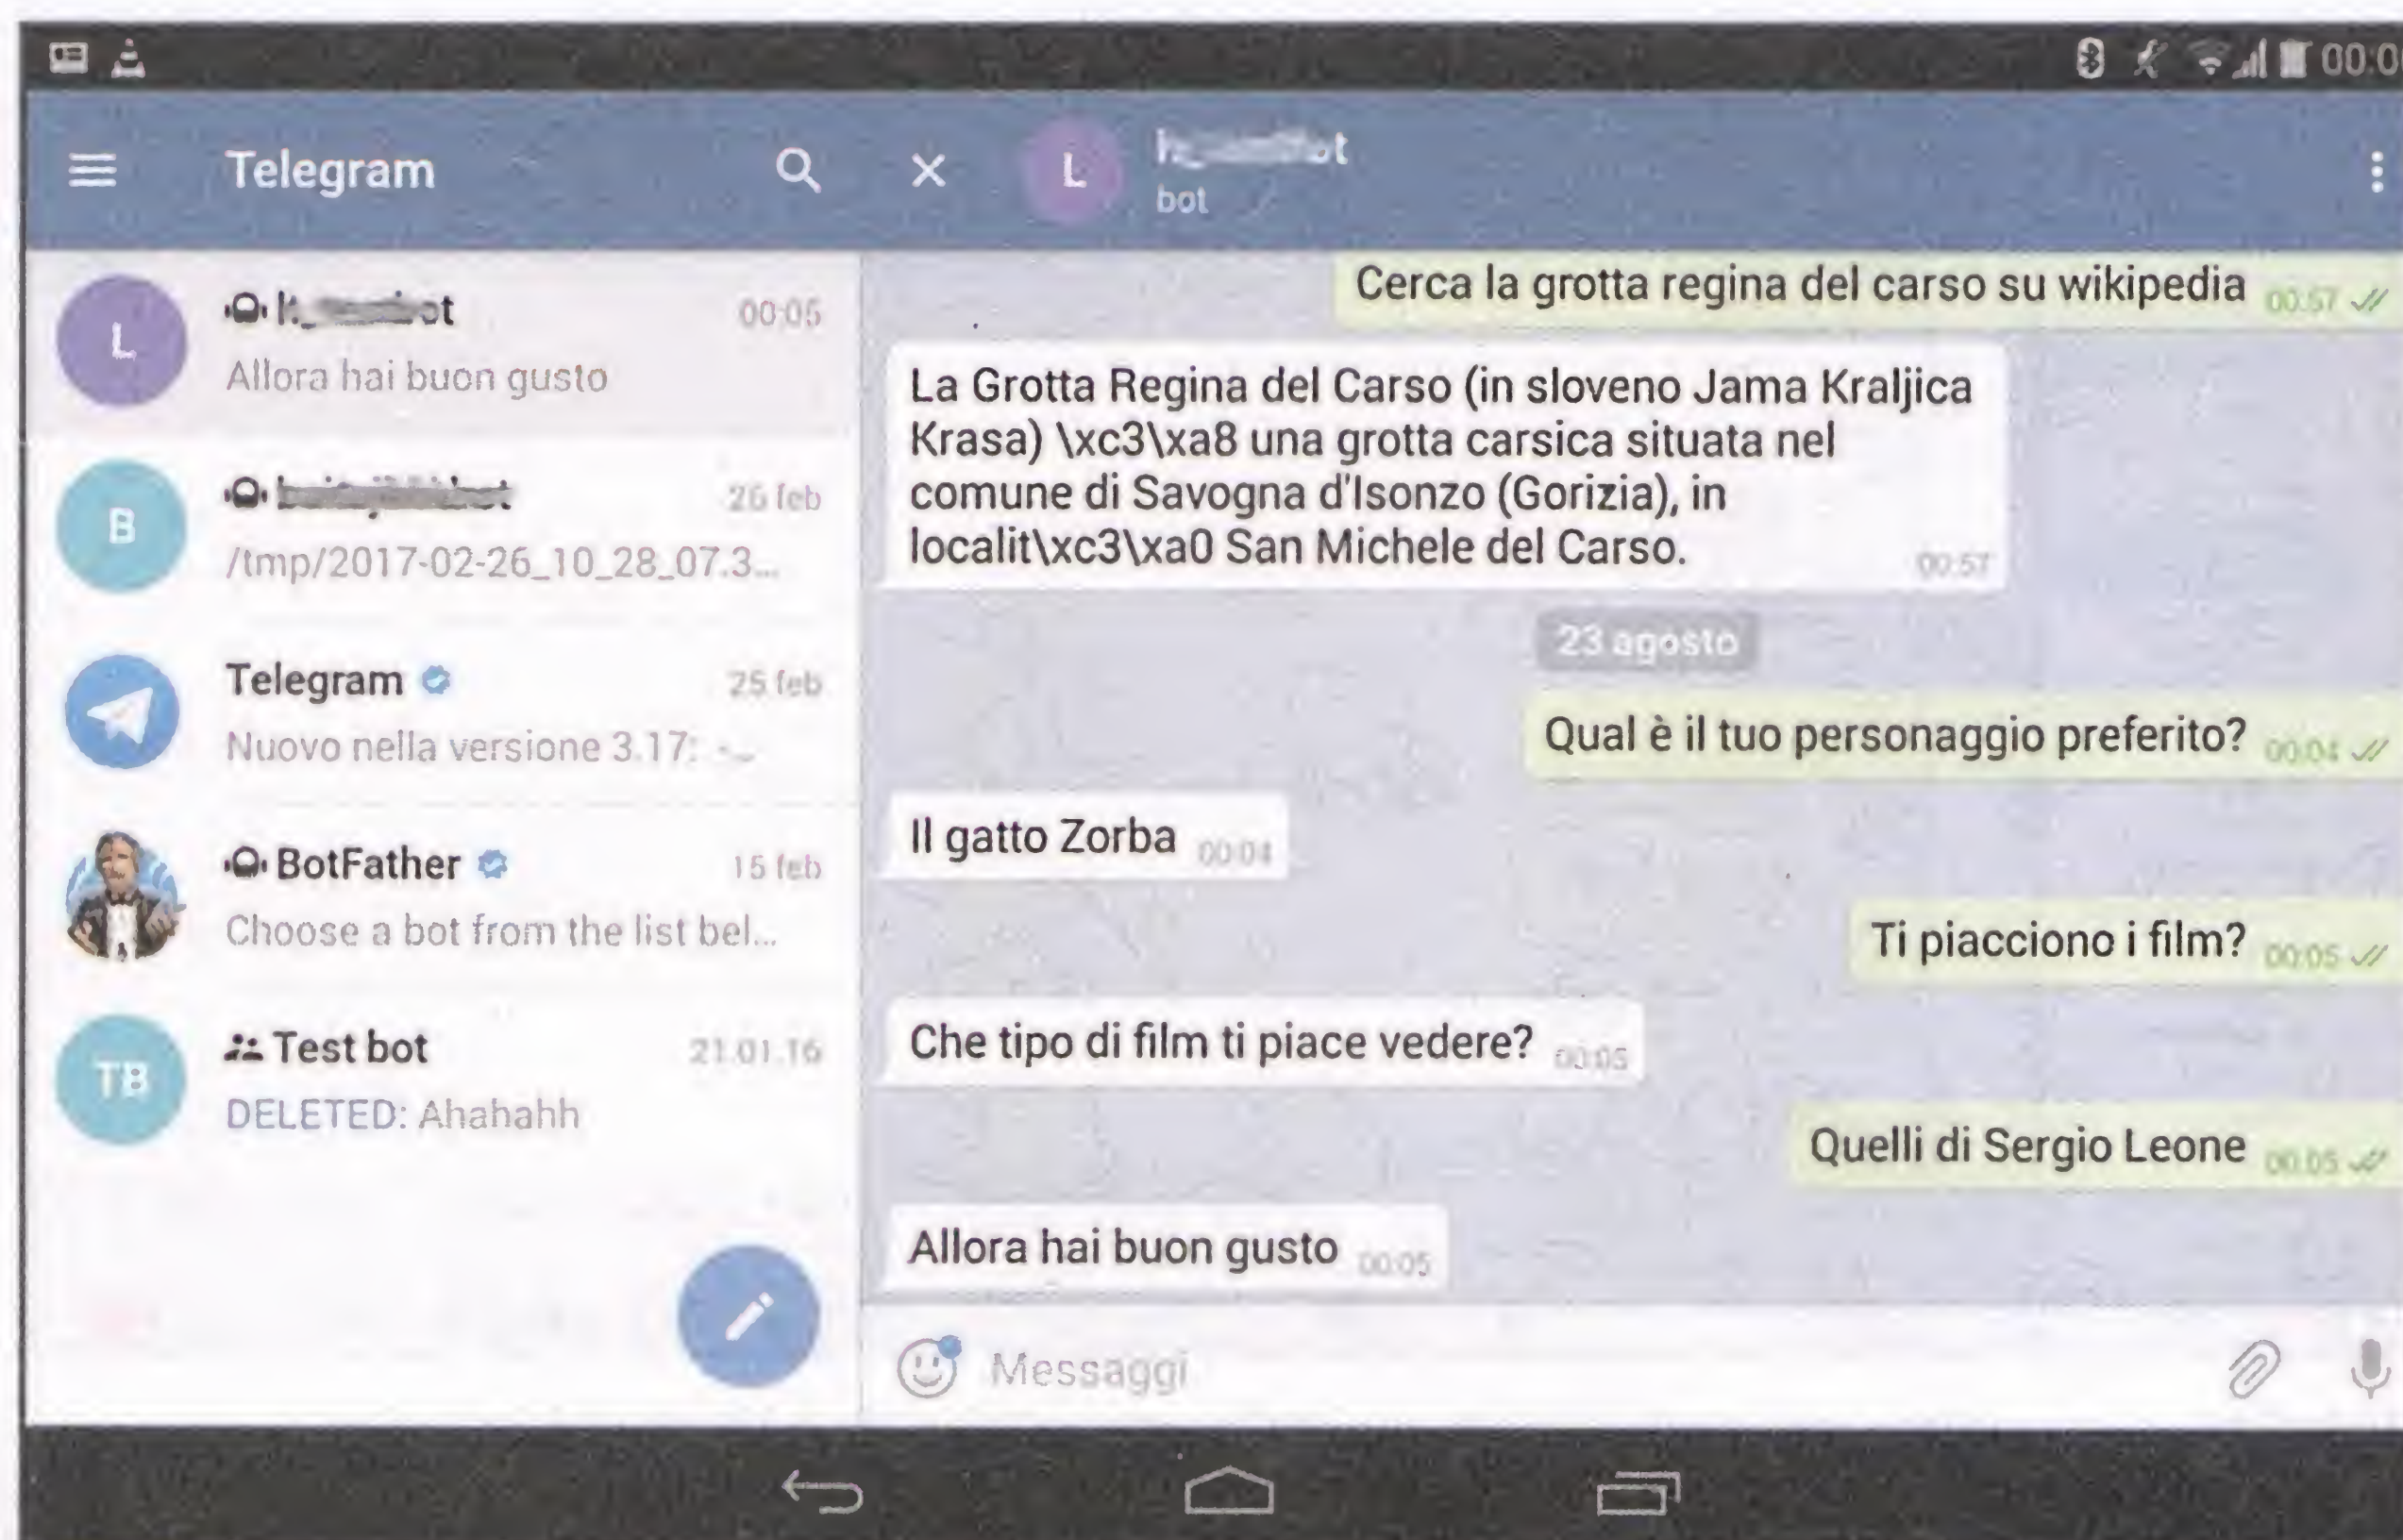 Telegram
L
bot
L
00:05
Allora hai buon gusto
B
26 feb
/tmp/2017-02-26_10_28_07.3...
Telegram
25 feb
Nuovo nella versione 3.17:
BotFather
15 feb
Choose a bot from the list bel...
TB
Test bot
21.01.16
DELETED: Ahahahh
Cerca la grotta regina del carso su wikipedia 00:57
La Grotta Regina del Carso (in sloveno Jama Kraljica
Krasa) \xc3\xa8 una grotta carsica situata nel
comune di Savogna d'Isonzo (Gorizia), in
localit\xc3\xa0 San Michele del Carso. 00:57
23 agosto
Qual è il tuo personaggio preferito? 00:04
Il gatto Zorba 00:04
Ti piacciono i film? 00:05
Che tipo di film ti piace vedere? 00:05
Quelli di Sergio Leone 00:05
Allora hai buon gusto 00:05
Messaggi